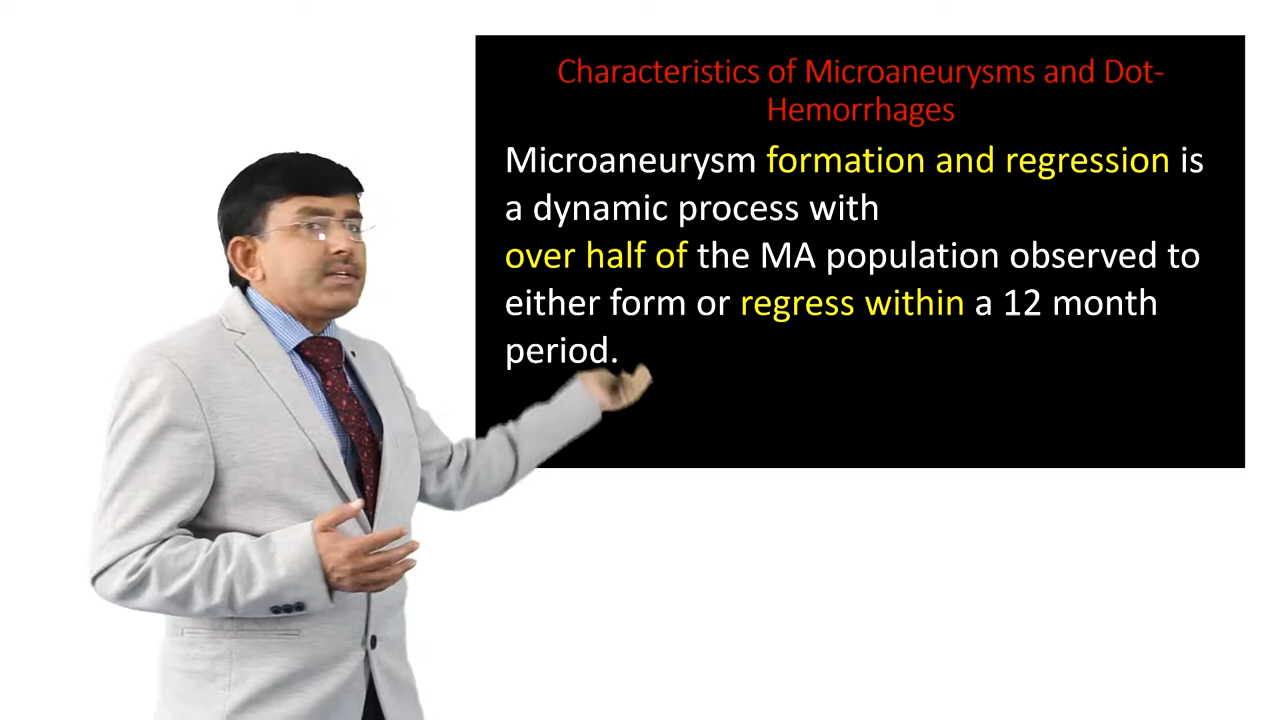 Characteristics of Microaneurysms and Dot-
Hemorrhages
Microaneurysm formation and regression is
a dynamic process with
over half of the MA population observed to
either form or regress within a 12 month
period.